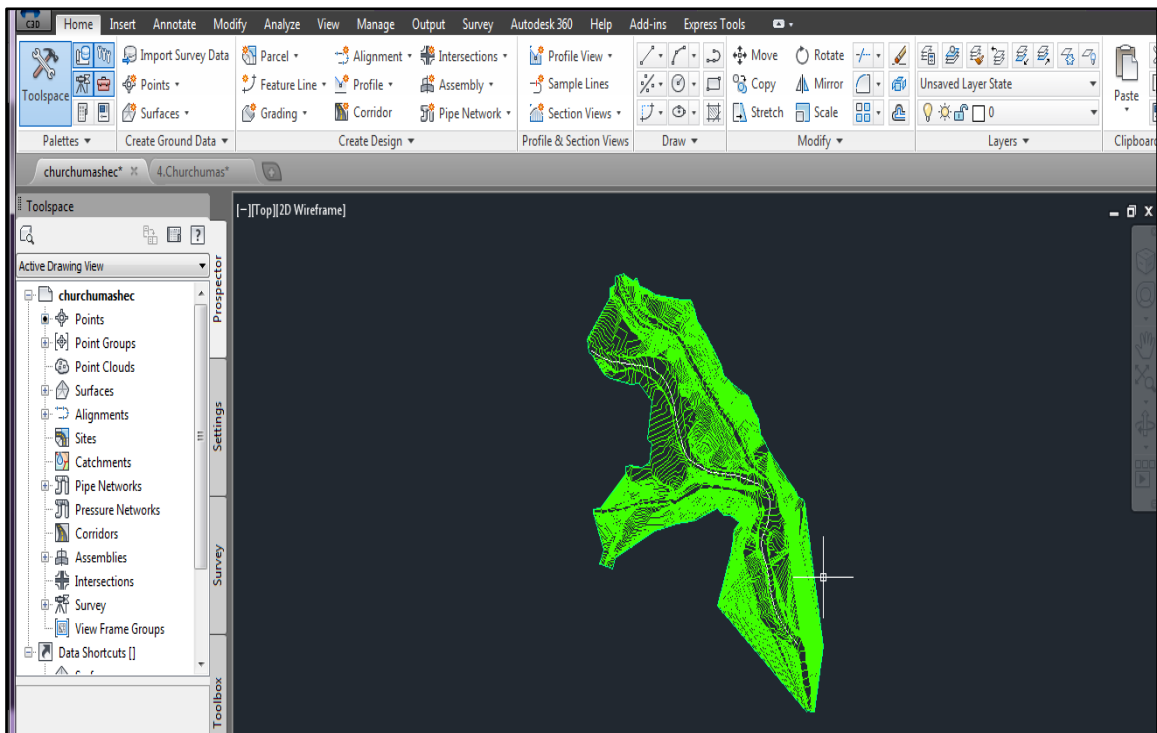 C3D
Home Insert Annotate Modify Analyze View Manage Output Survey Autodesk 360 Help Add-ins Express Tools
Toolspace
Import Survey Data
Points
Surfaces
Parcel
Feature Line
Grading
Alignment
Profile
Corridor
Intersections
Assembly
Pipe Network
Profile View
Sample Lines
Section Views
Move
Copy
Stretch
Rotate
Mirror
Scale
Unsaved Layer State
0
Paste
Palettes Create Ground Data Create Design Profile & Section Views Draw Modify Layers Clipboar
churchumashec* 4.Churchumas*
Toolspace
[−][Top][2D Wireframe]
Active Drawing View
churchumashec
Points
Point Groups
Point Clouds
Surfaces
Alignments
Sites
Catchments
Pipe Networks
Pressure Networks
Corridors
Assemblies
Intersections
Survey
View Frame Groups
Data Shortcuts []
Prospector
Settings
Survey
Toolbox